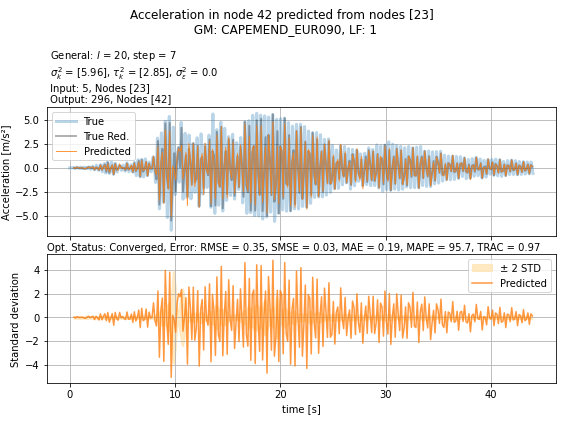 Acceleration in node 42 predicted from nodes [23]
GM: CAPEMEND_EUR090, LF: 1
General: l = 20, step = 7
σ²ₖ = [5.96], τ²ₖ = [2.85], σ²ε = 0.0
Input: 5, Nodes [23]
Output: 296, Nodes [42]
True
True Red.
Predicted
Acceleration [m/s²]
5.0
2.5
0.0
−2.5
−5.0
Opt. Status: Converged, Error: RMSE = 0.35, SMSE = 0.03, MAE = 0.19, MAPE = 95.7, TRAC = 0.97
± 2 STD
Predicted
Standard deviation
4
2
0
−2
−4
0 10 20 30 40
time [s]